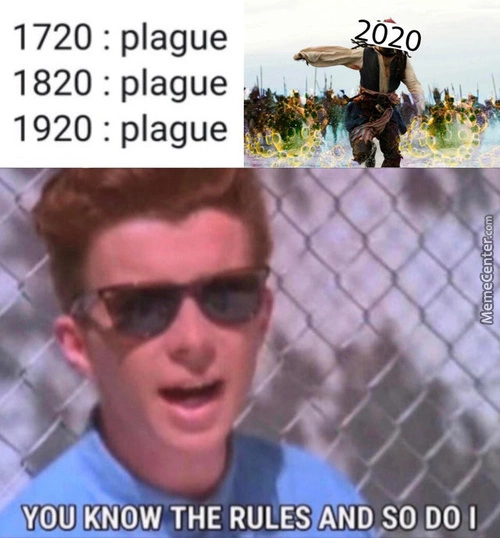 1720 : plague
1820 : plague
1920 : plague
2020
MemeCenter.com
YOU KNOW THE RULES AND SO DO I